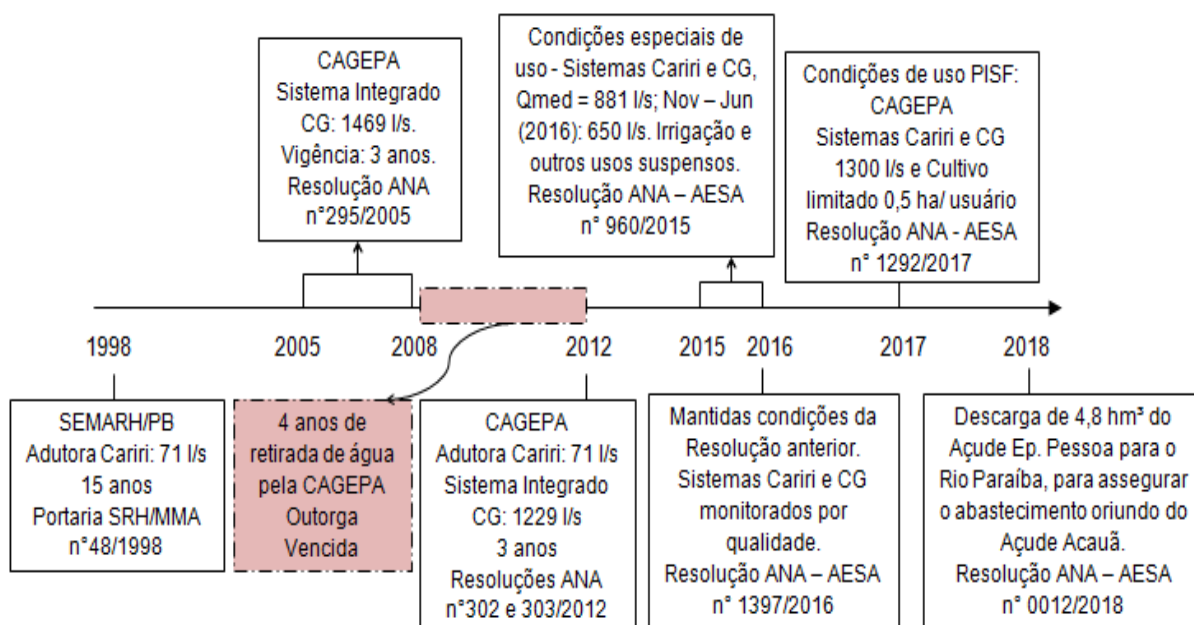 CAGEPA
Sistema Integrado
CG: 1469 l/s.
Vigência: 3 anos.
Resolução ANA
n°295/2005
Condições especiais de
uso - Sistemas Cariri e CG,
Qmed = 881 l/s; Nov – Jun
(2016): 650 l/s. Irrigação e
outros usos suspensos.
Resolução ANA – AESA
n° 960/2015
Condições de uso PISF:
CAGEPA
Sistemas Cariri e CG
1300 l/s e Cultivo
limitado 0,5 ha/ usuário
Resolução ANA - AESA
n° 1292/2017
1998 2005 2008 2012 2015 2016 2017 2018
SEMARH/PB
Adutora Cariri: 71 l/s
15 anos
Portaria SRH/MMA
n°48/1998
4 anos de
retirada de água
pela CAGEPA
Outorga
Vencida
CAGEPA
Adutora Cariri: 71 l/s
Sistema Integrado
CG: 1229 l/s
3 anos
Resoluções ANA
n°302 e 303/2012
Mantidas condições da
Resolução anterior.
Sistemas Cariri e CG
monitorados por
qualidade.
Resolução ANA – AESA
n° 1397/2016
Descarga de 4,8 hm³ do
Açude Ep. Pessoa para o
Rio Paraíba, para assegurar
o abastecimento oriundo do
Açude Acauã.
Resolução ANA – AESA
n° 0012/2018